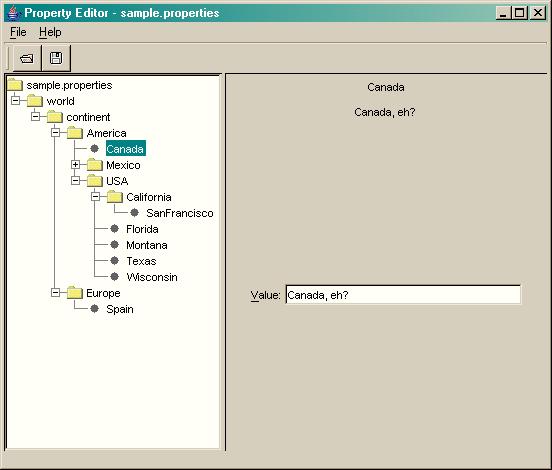 Property Editor - sample.properties
File Help
sample.properties
world
continent
America
Canada
Mexico
USA
California
SanFrancisco
Florida
Montana
Texas
Wisconsin
Europe
Spain
Canada
Canada, eh?
Value: Canada, eh?